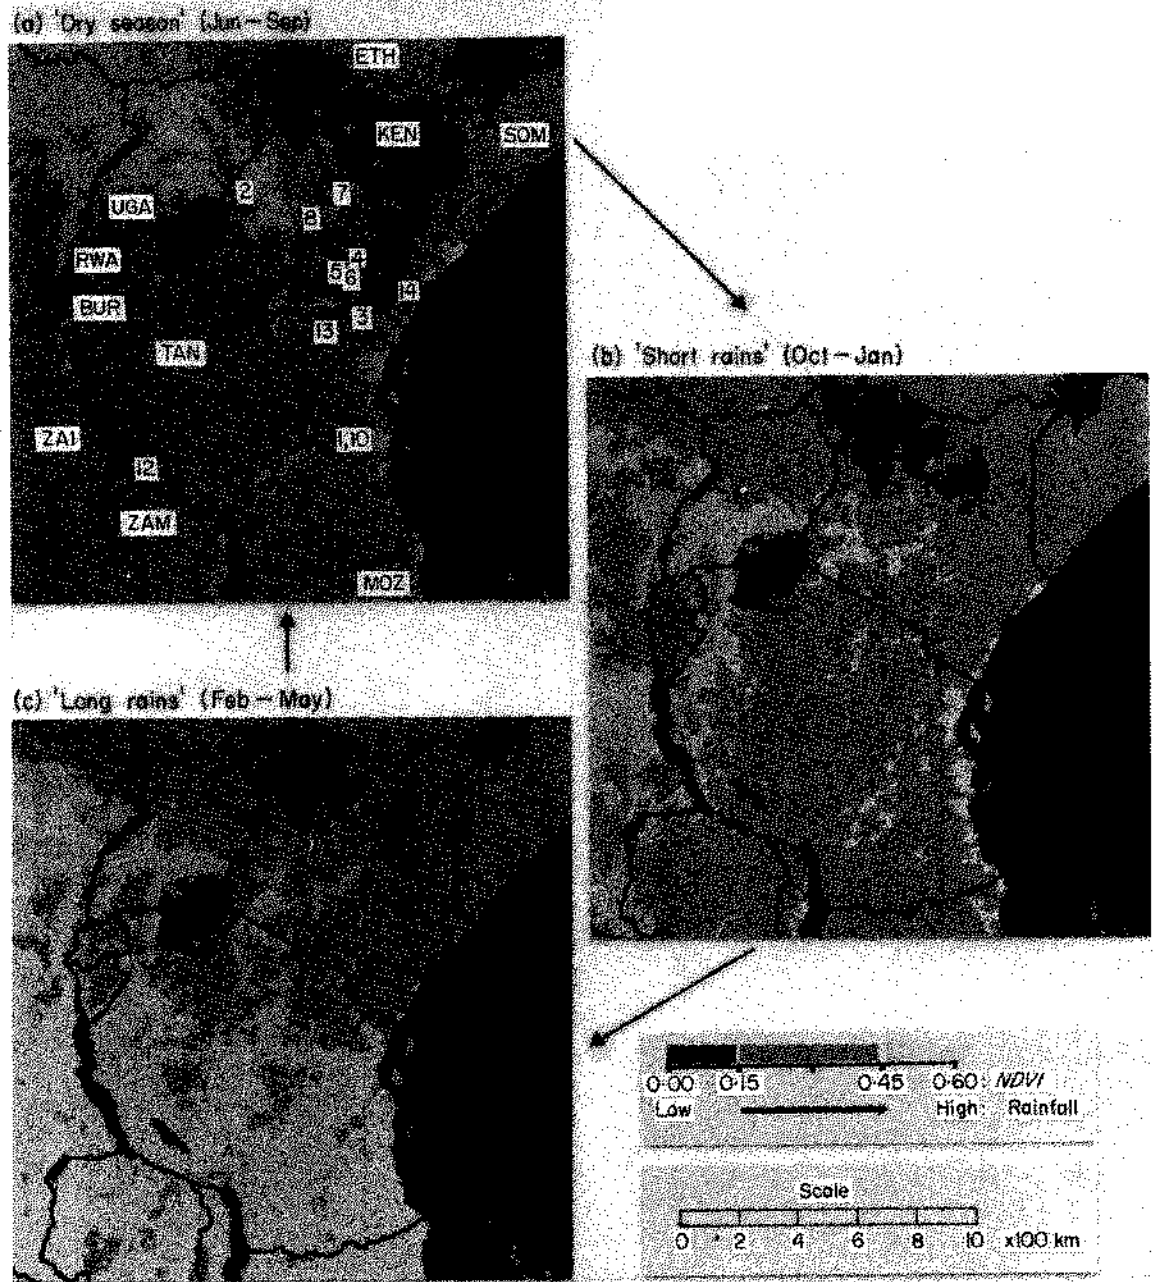 (a) 'Dry season' (Jun – Sep)
ETH
KEN
SOM
2
7
UGA
8
RWA
4
5
6
14
BUR
3
13
TAN
ZAI
1,10
12
ZAM
MOZ
(b) 'Short rains' (Oct – Jan)
(c) 'Long rains' (Feb – May)
0·00 0·15 0·45 0·60: NDVI
Low High: Rainfall
Scale
0 2 4 6 8 10 x100 km